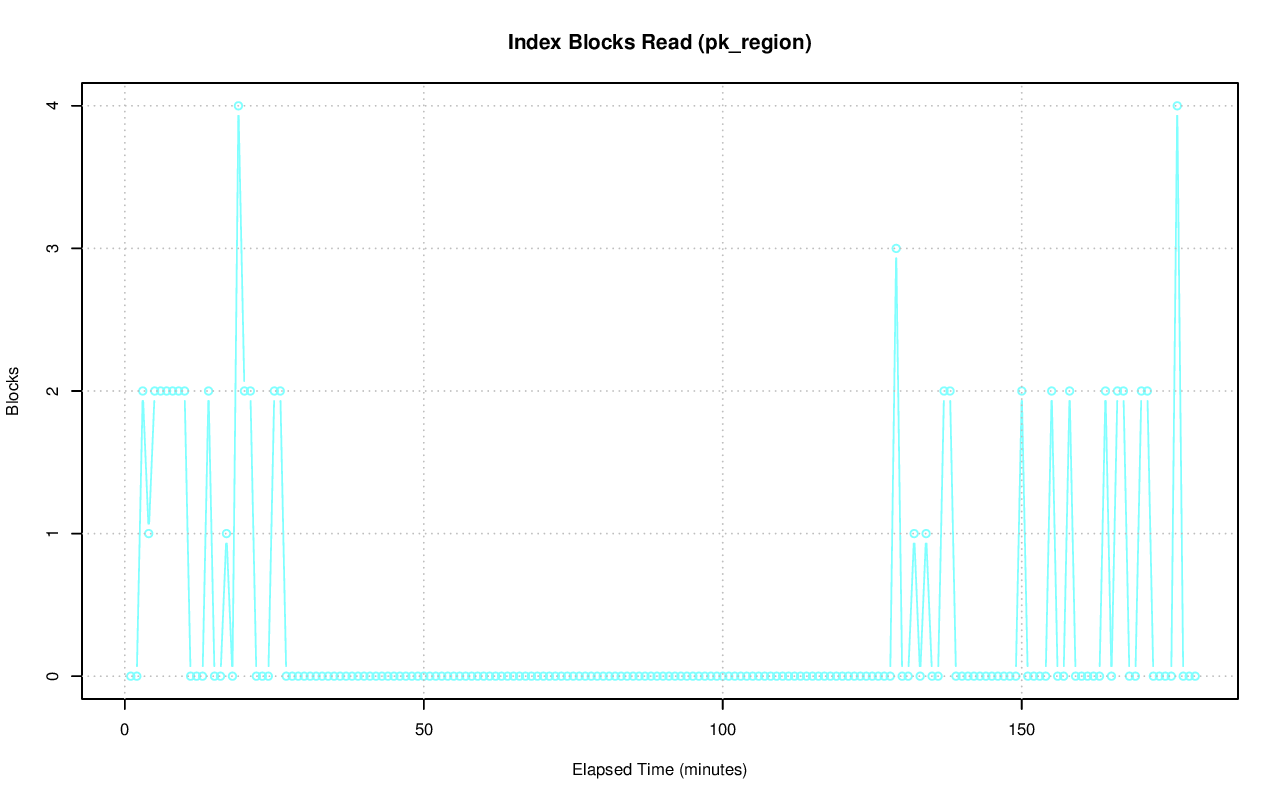 Index Blocks Read (pk_region)
4
3
2
1
0
Blocks
0 50 100 150
Elapsed Time (minutes)